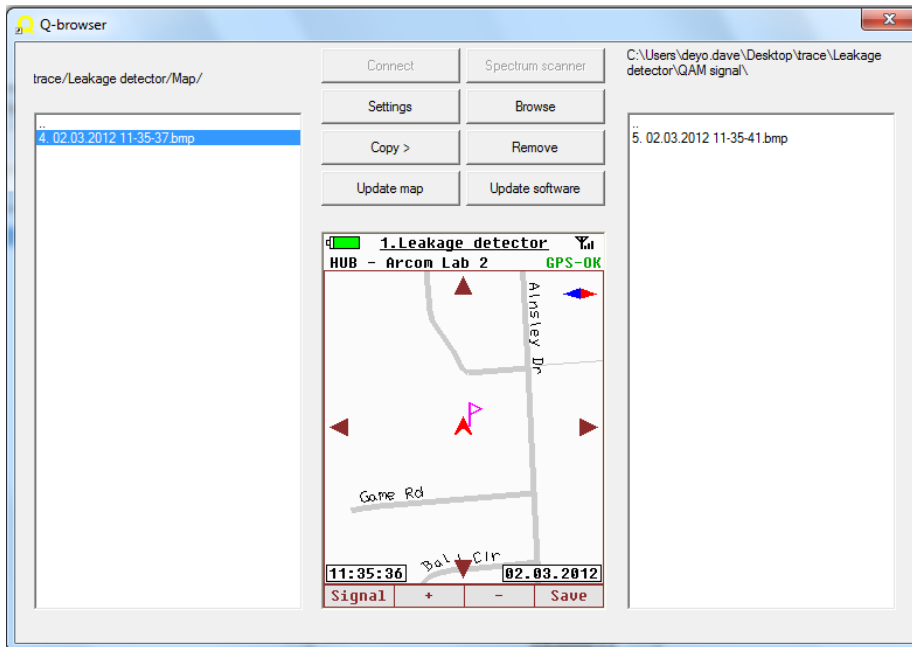 Q-browser
trace/Leakage detector/Map/
..
4. 02.03.2012 11-35-37.bmp
Connect
Spectrum scanner
Settings
Browse
Copy >
Remove
Update map
Update software
1.Leakage detector
HUB - Arcom Lab 2
GPS-OK
Ainsley Dr
Game Rd
Ball Clr
11:35:36
02.03.2012
Signal
+
-
Save
C:\Users\deyo.dave\Desktop\trace\Leakage
detector\QAM signal\
..
5. 02.03.2012 11-35-41.bmp